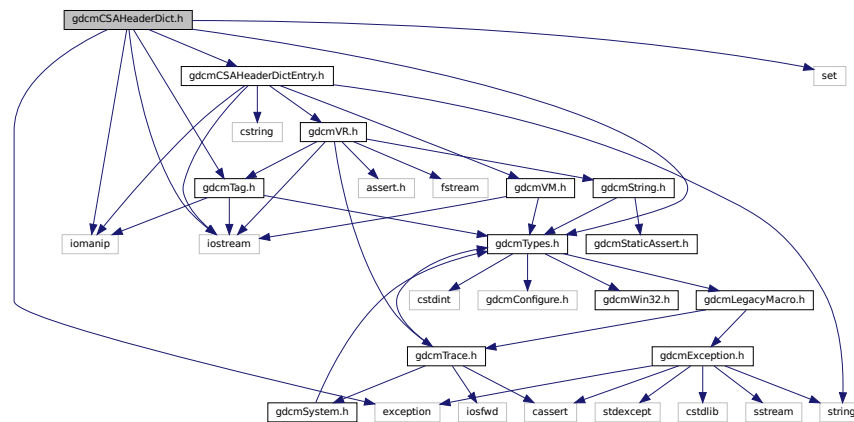 gdcmCSAHeaderDict.h
gdcmCSAHeaderDictEntry.h
set
cstring
gdcmVR.h
gdcmTag.h
assert.h
fstream
gdcmVM.h
gdcmString.h
iomanip
iostream
gdcmTypes.h
gdcmStaticAssert.h
cstdint
gdcmConfigure.h
gdcmWin32.h
gdcmLegacyMacro.h
gdcmTrace.h
gdcmException.h
gdcmSystem.h
exception
iosfwd
cassert
stdexcept
cstdlib
sstream
string